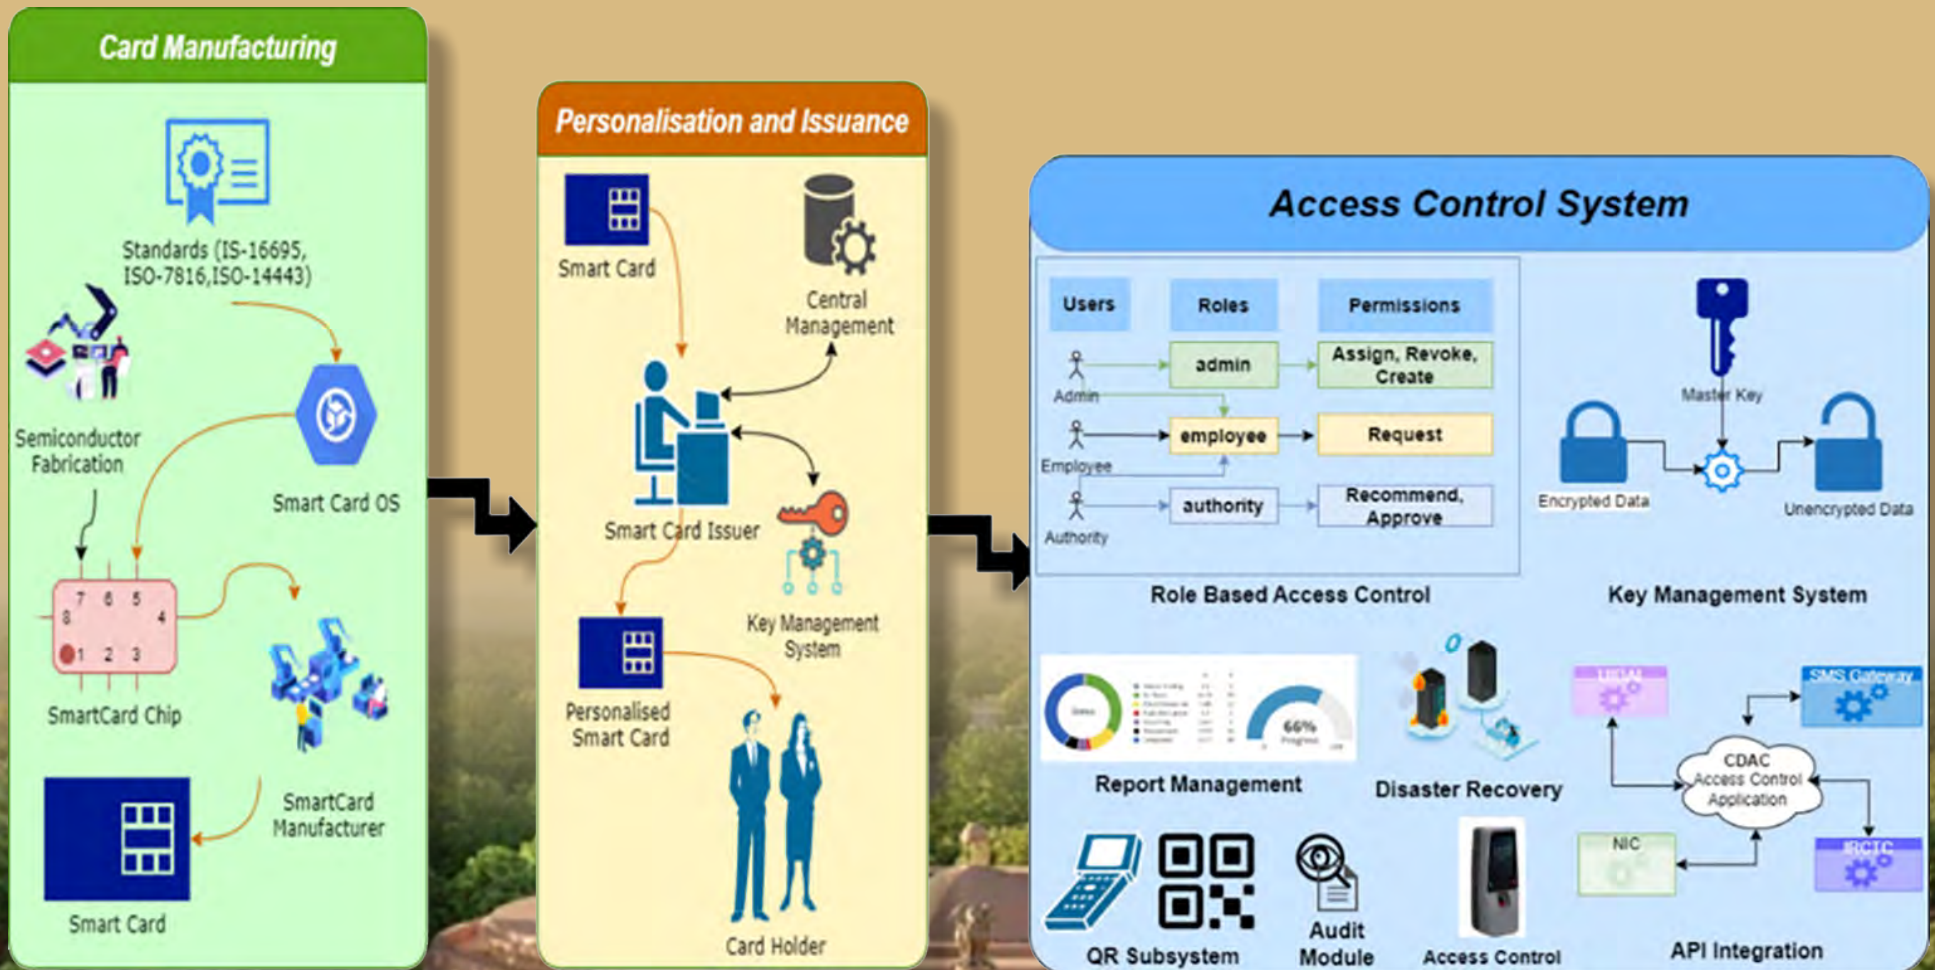 Card Manufacturing
Standards (IS-16695,
ISO-7816,ISO-14443)
Semiconductor
Fabrication
Smart Card OS
7 6 5
8 4
1 2 3
SmartCard Chip
SmartCard
Manufacturer
Smart Card
Personalisation and Issuance
Smart Card
Central
Management
Smart Card Issuer
Key Management
System
Personalised
Smart Card
Card Holder
Access Control System
Users Roles Permissions
Admin
admin
Assign, Revoke,
Create
Employee
employee
Request
Authority
authority
Recommend,
Approve
Role Based Access Control
Master Key
Encrypted Data
Unencrypted Data
Key Management System
66%
Progress
Report Management
Disaster Recovery
UIDAI
SMS Gateway
CDAC
Access Control
Application
NIC
IRCTC
QR Subsystem
Audit
Module
Access Control
API Integration